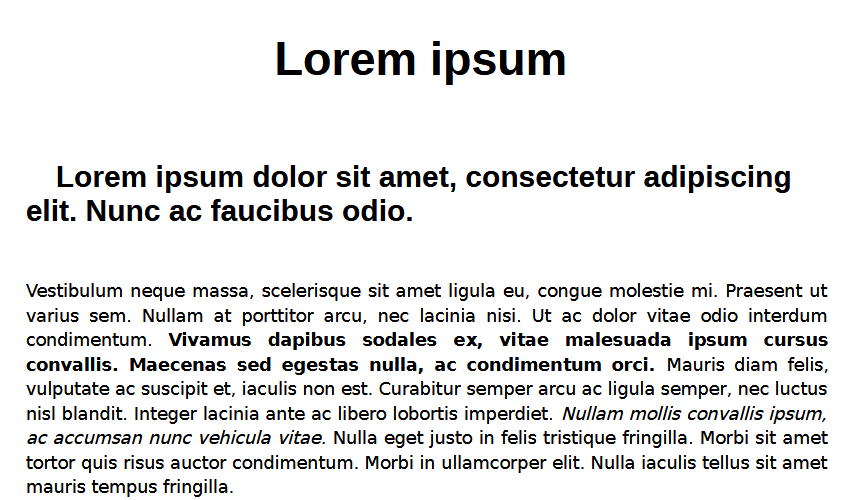 Lorem ipsum
Lorem ipsum dolor sit amet, consectetur adipiscing
elit. Nunc ac faucibus odio.
Vestibulum neque massa, scelerisque sit amet ligula eu, congue molestie mi. Praesent ut
varius sem. Nullam at porttitor arcu, nec lacinia nisi. Ut ac dolor vitae odio interdum
condimentum. Vivamus dapibus sodales ex, vitae malesuada ipsum cursus
convallis. Maecenas sed egestas nulla, ac condimentum orci. Mauris diam felis,
vulputate ac suscipit et, iaculis non est. Curabitur semper arcu ac ligula semper, nec luctus
nisl blandit. Integer lacinia ante ac libero lobortis imperdiet. Nullam mollis convallis ipsum,
ac accumsan nunc vehicula vitae. Nulla eget justo in felis tristique fringilla. Morbi sit amet
tortor quis risus auctor condimentum. Morbi in ullamcorper elit. Nulla iaculis tellus sit amet
mauris tempus fringilla.